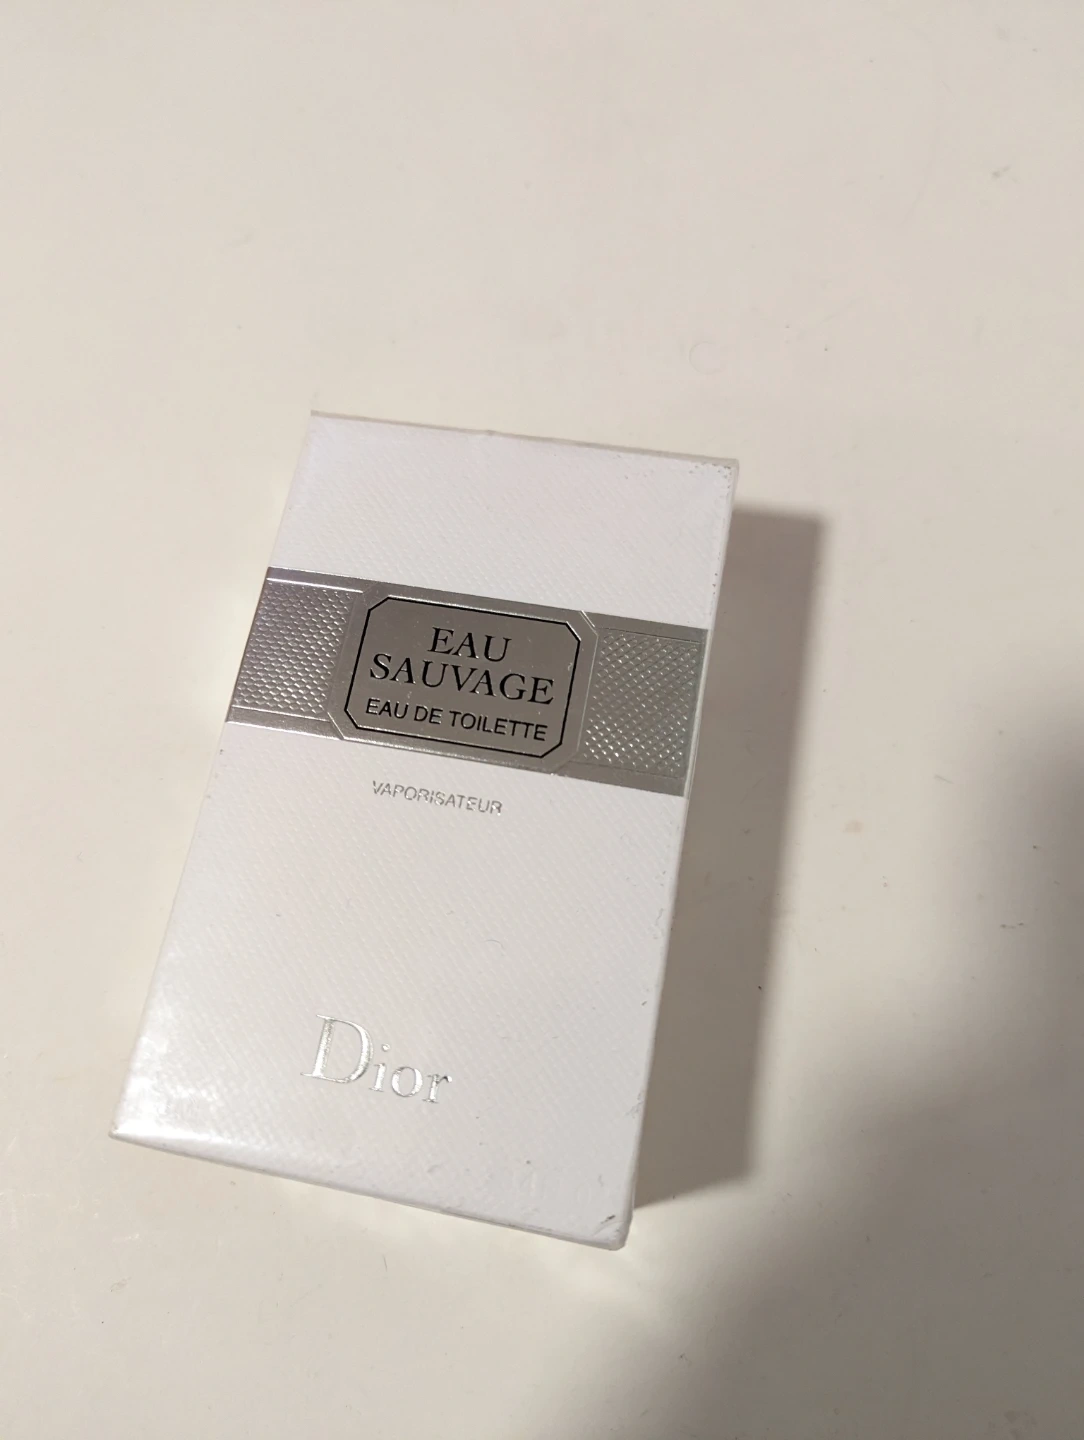 EAU
SAUVAGE
EAU DE TOILETTE
VAPORISATEUR
Dior